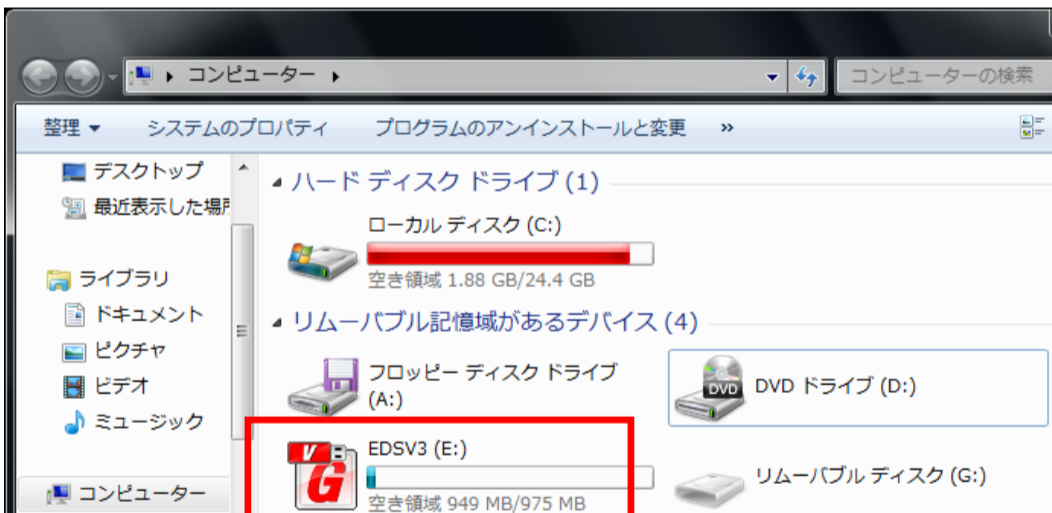 コンピューター
コンピューターの検索
整理
システムのプロパティ
プログラムのアンインストールと変更
»
デスクトップ
最近表示した場所
ライブラリ
ドキュメント
ピクチャ
ビデオ
ミュージック
コンピューター
ハード ディスク ドライブ (1)
ローカル ディスク (C:)
空き領域 1.88 GB/24.4 GB
リムーバブル記憶域があるデバイス (4)
フロッピー ディスク ドライブ
(A:)
DVD
DVD ドライブ (D:)
V
G
EDSV3 (E:)
空き領域 949 MB/975 MB
リムーバブル ディスク (G:)